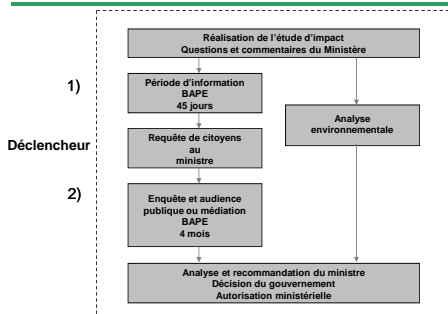 Réalisation de l'étude d'impact
Questions et commentaires du Ministère
1)
Période d'information
BAPE
45 jours
Analyse
environnementale
Déclencheur
Requête de citoyens
au
ministre
2)
Enquête et audience
publique ou médiation
BAPE
4 mois
Analyse et recommandation du ministre
Décision du gouvernement
Autorisation ministérielle